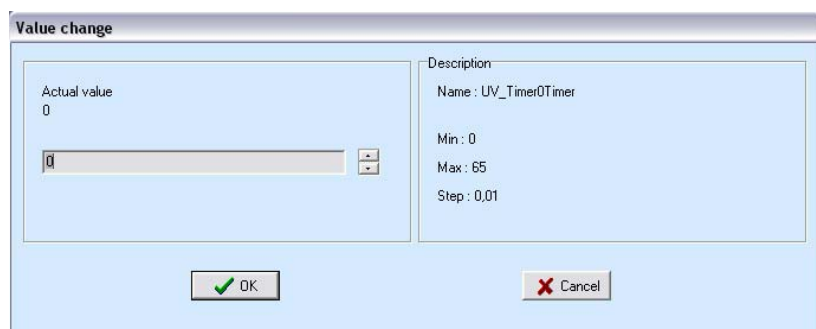 Value change
Actual value
0
0
Description
Name : UV_Timer0Timer
Min : 0
Max : 65
Step : 0,01
OK
Cancel